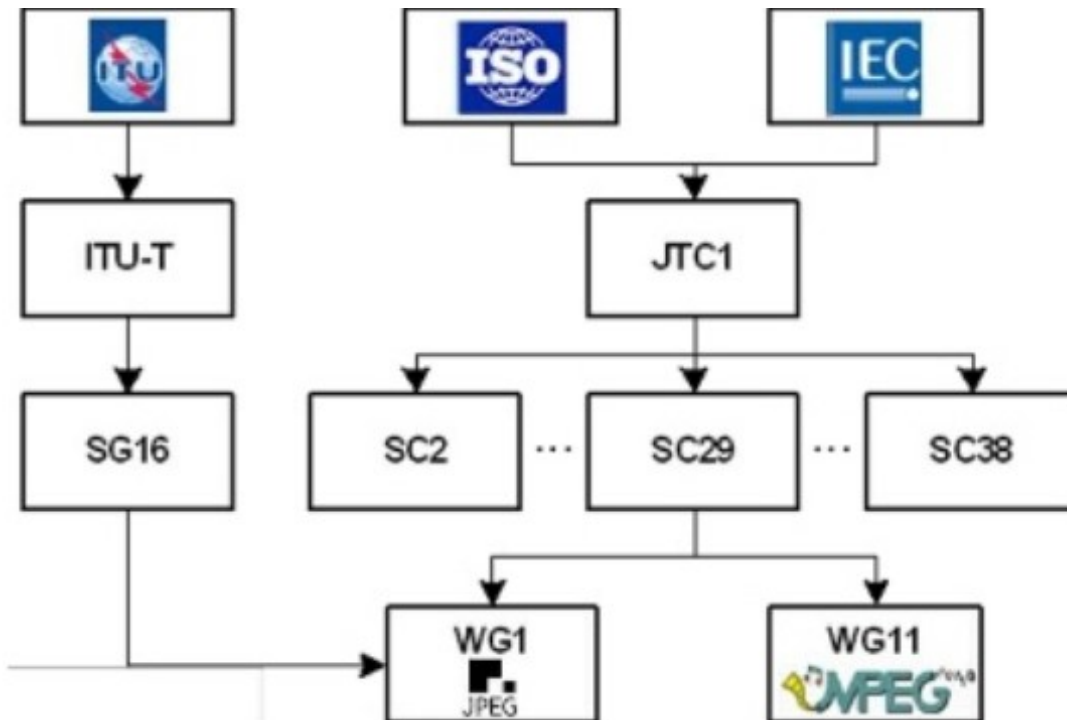 ITU
ISO
IEC
ITU-T
JTC1
SG16
SC2
...
SC29
...
SC38
WG1
JPEG
WG11
MPEG